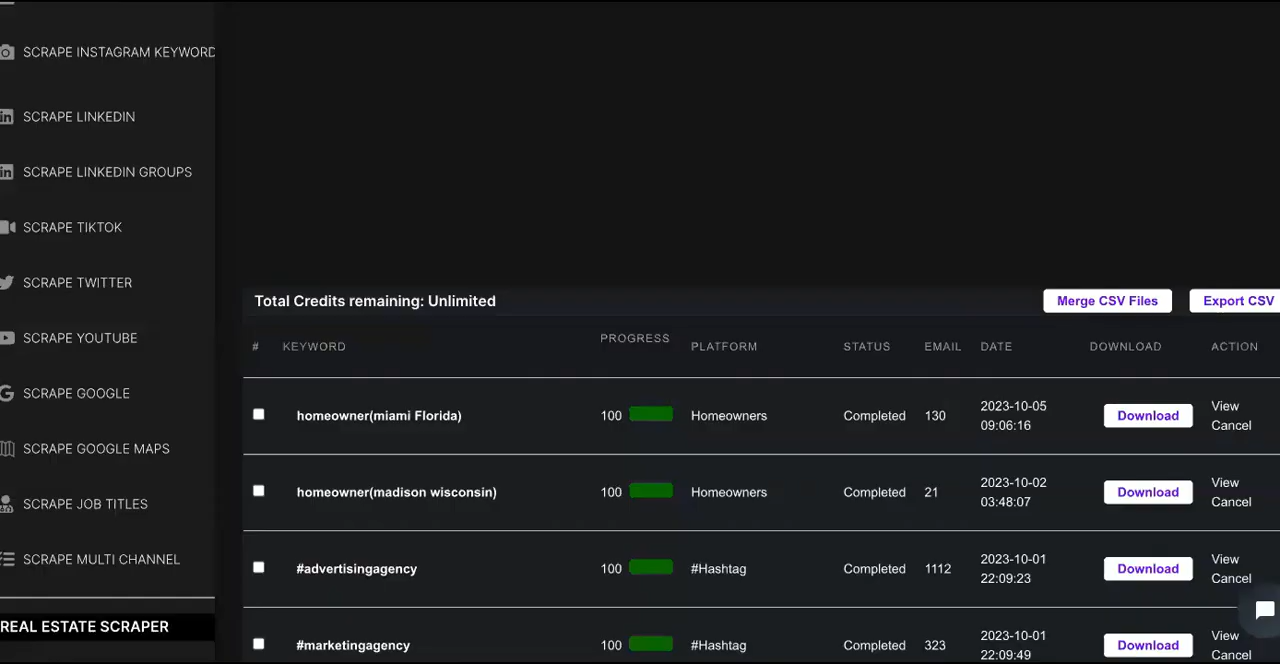 SCRAPE INSTAGRAM KEYWORD
SCRAPE LINKEDIN
SCRAPE LINKEDIN GROUPS
SCRAPE TIKTOK
SCRAPE TWITTER
SCRAPE YOUTUBE
SCRAPE GOOGLE
SCRAPE GOOGLE MAPS
SCRAPE JOB TITLES
SCRAPE MULTI CHANNEL
REAL ESTATE SCRAPER
Total Credits remaining: Unlimited
Merge CSV Files
Export CSV
# KEYWORD PROGRESS PLATFORM STATUS EMAIL DATE DOWNLOAD ACTION
homeowner(miami Florida) 100 Homeowners Completed 130 2023-10-05 09:06:16 Download View Cancel
homeowner(madison wisconsin) 100 Homeowners Completed 21 2023-10-02 03:48:07 Download View Cancel
#advertisingagency 100 #Hashtag Completed 1112 2023-10-01 22:09:23 Download View Cancel
#marketingagency 100 #Hashtag Completed 323 2023-10-01 22:09:49 Download View Cancel